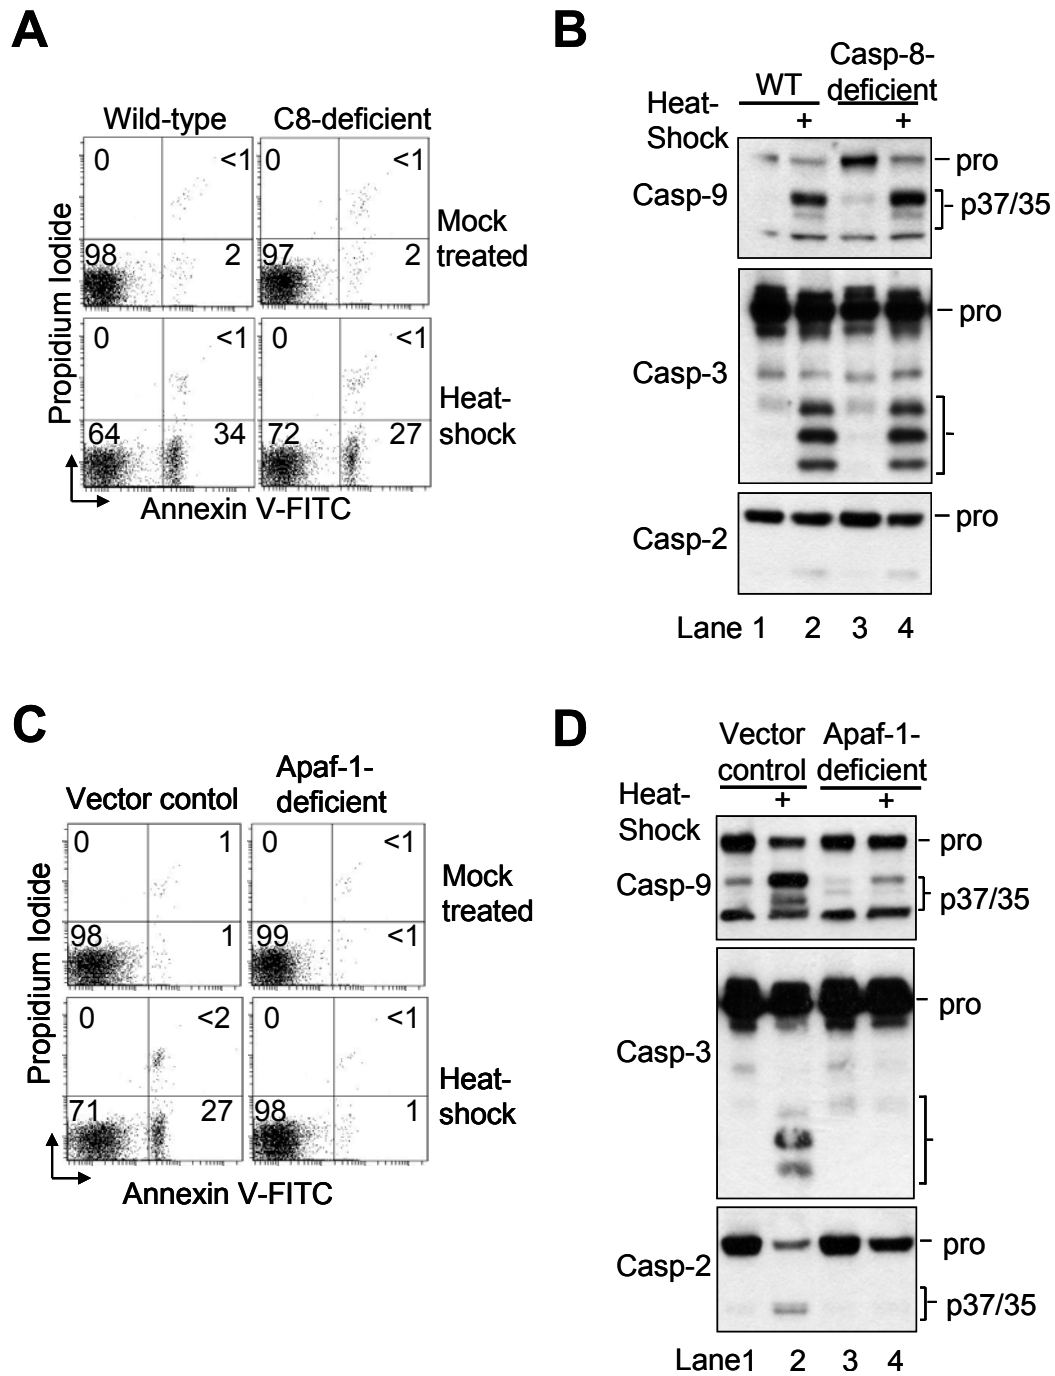 A
Wild-type C8-deficient
0 <1 0 <1
Mock
treated
98 2 97 2
0 <1 0 <1
Heat-
shock
64 34 72 27
Propidium Iodide
Annexin V-FITC
B
WT Casp-8-
deficient
Heat-
Shock
+ +
Casp-9
pro
p37/35
Casp-3
pro
Casp-2
pro
Lane 1 2 3 4
C
Vector contol Apaf-1-
deficient
0 1 0 <1
Mock
treated
98 1 99 <1
0 <2 0 <1
Heat-
shock
71 27 98 1
Propidium Iodide
Annexin V-FITC
D
Vector
control
Apaf-1-
deficient
Heat-
Shock
+ +
Casp-9
pro
p37/35
Casp-3
pro
Casp-2
pro
p37/35
Lane1 2 3 4